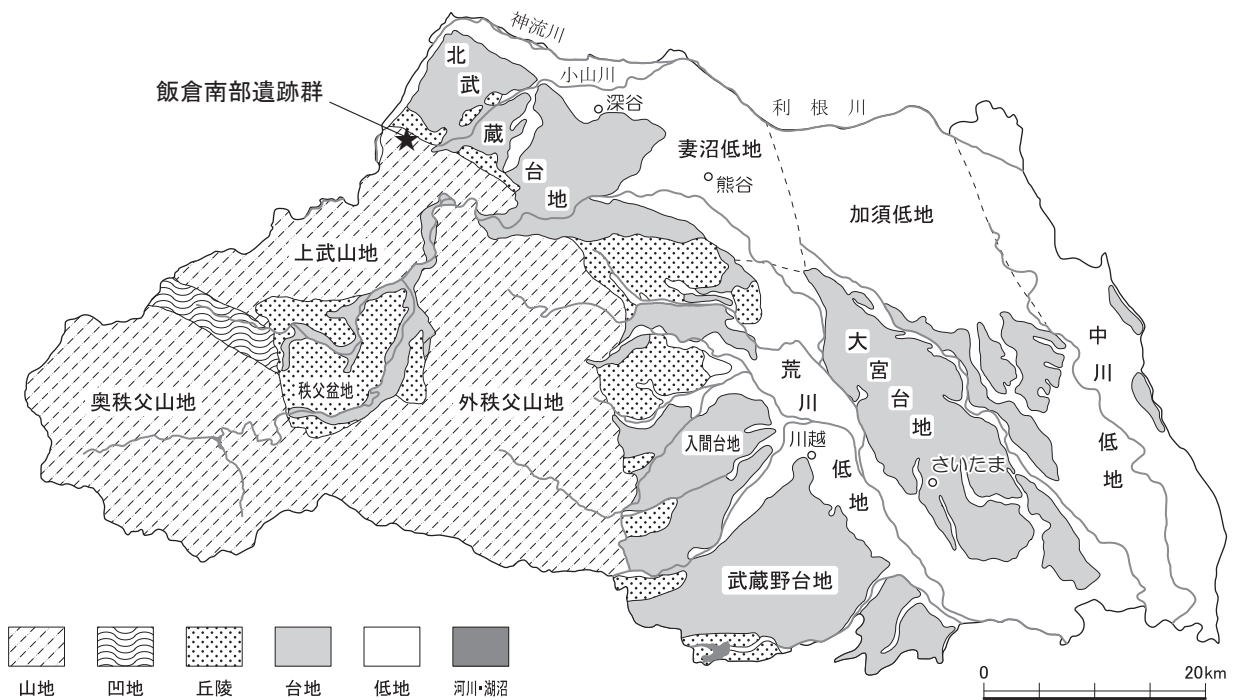 神流川
北武蔵台地
小山川
飯倉南部遺跡群
深谷
利根川
妻沼低地
熊谷
加須低地
上武山地
中川低地
大宮台地
荒川低地
秩父盆地
奥秩父山地
外秩父山地
入間台地
川越
さいたま
武蔵野台地
山地
凹地
丘陵
台地
低地
河川・湖沼
0
20km